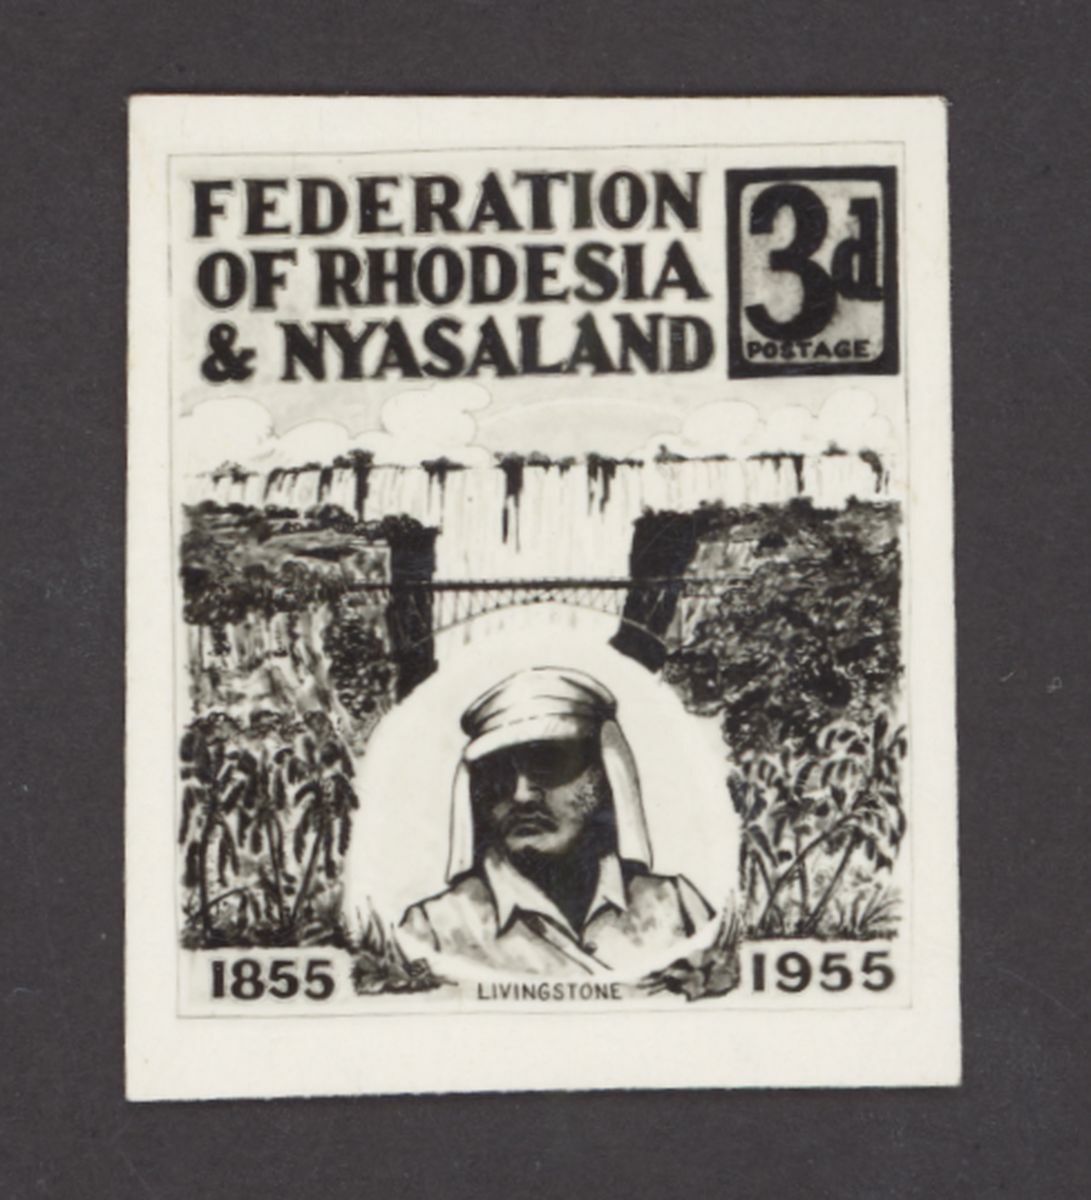 FEDERATION
OF RHODESIA
& NYASALAND
3d
POSTAGE
1855
LIVINGSTONE
1955